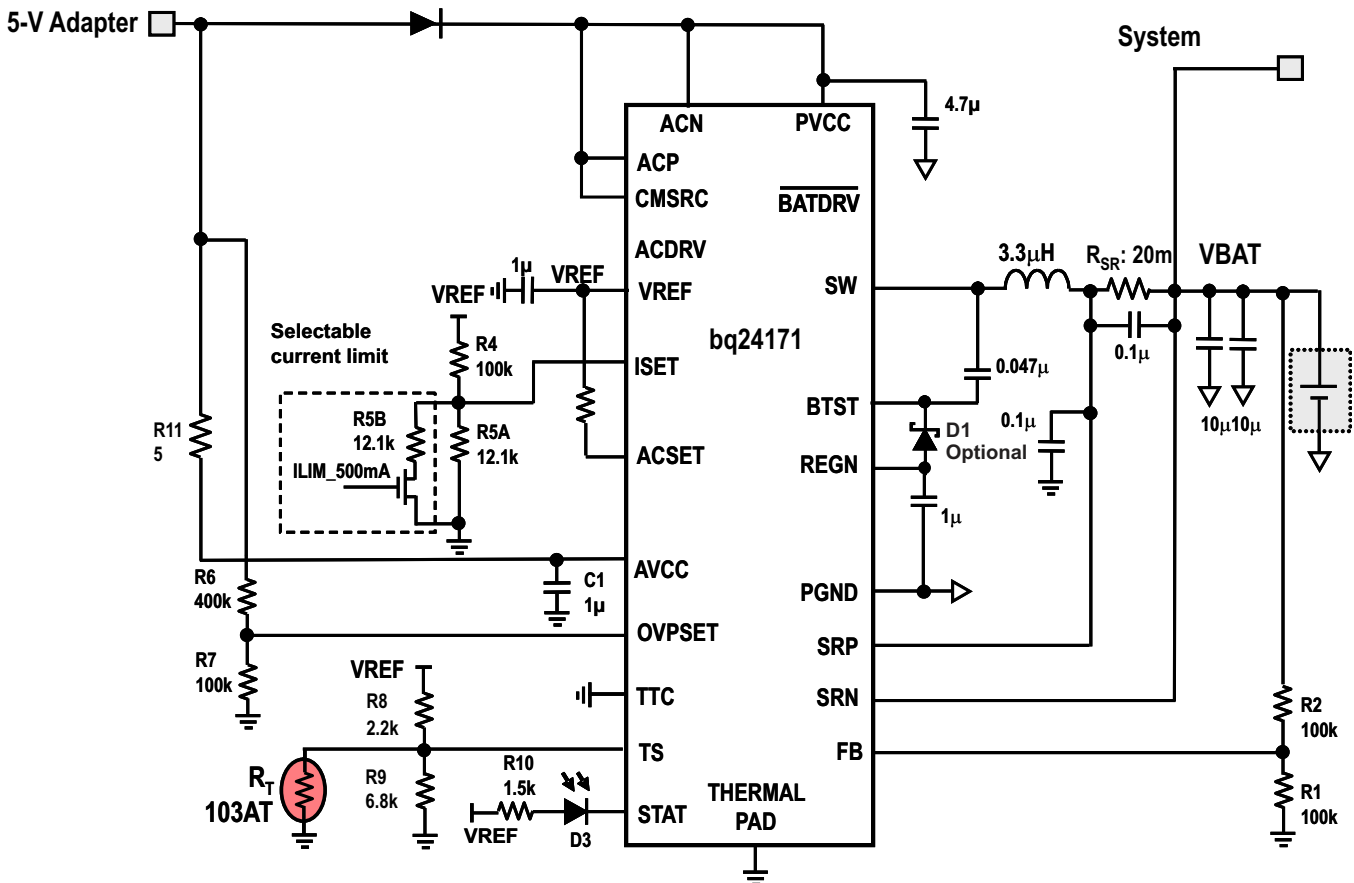 5-V Adapter
System
4.7µ
ACN
PVCC
ACP
CMSRC
BATDRV
ACDRV
1µ
VREF
VREF
VREF
SW
3.3µH
RSR: 20m
VBAT
Selectable
current limit
R4
100k
bq24171
ISET
0.1µ
0.047µ
10µ
10µ
R5B
12.1k
R5A
12.1k
BTST
0.1µ
D1
Optional
R11
5
ILIM_500mA
ACSET
REGN
1µ
AVCC
C1
1µ
PGND
R6
400k
OVPSET
SRP
R7
100k
VREF
R8
2.2k
TTC
SRN
R2
100k
TS
FB
RT
103AT
R9
6.8k
R10
1.5k
VREF
D3
STAT
THERMAL
PAD
R1
100k